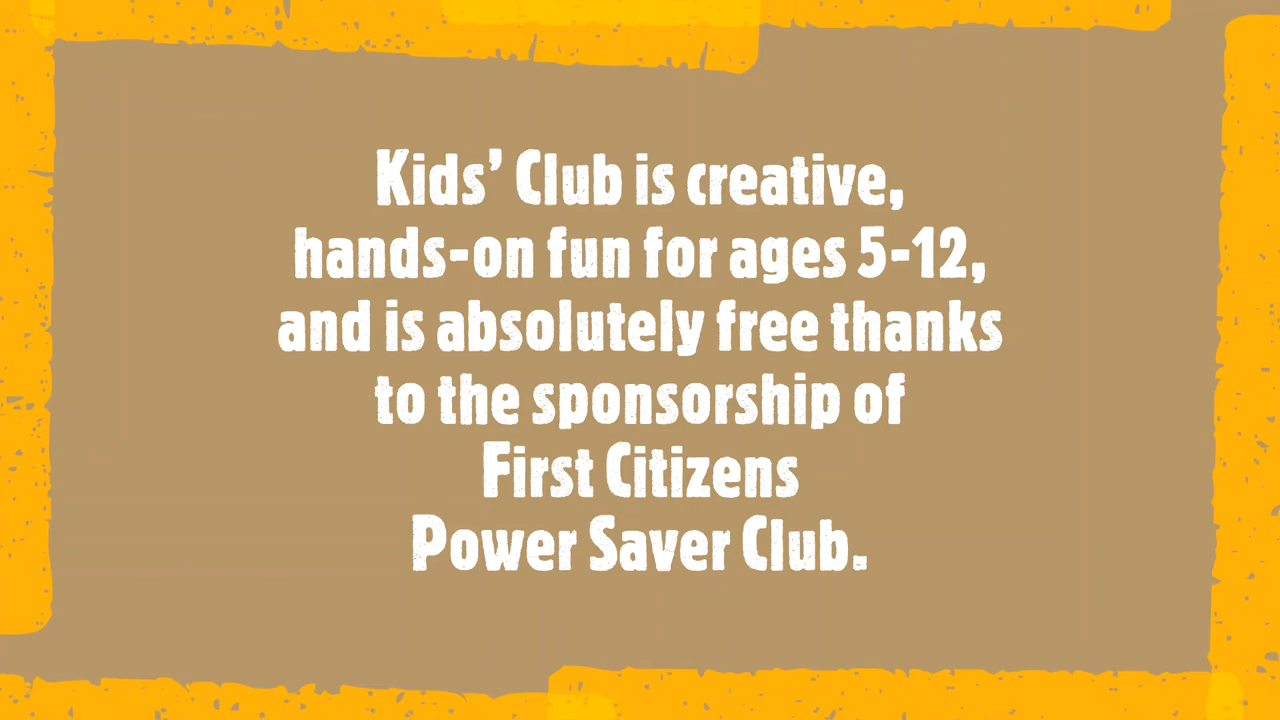 Kids’ Club is creative,
hands-on fun for ages 5-12,
and is absolutely free thanks
to the sponsorship of
First Citizens
Power Saver Club.